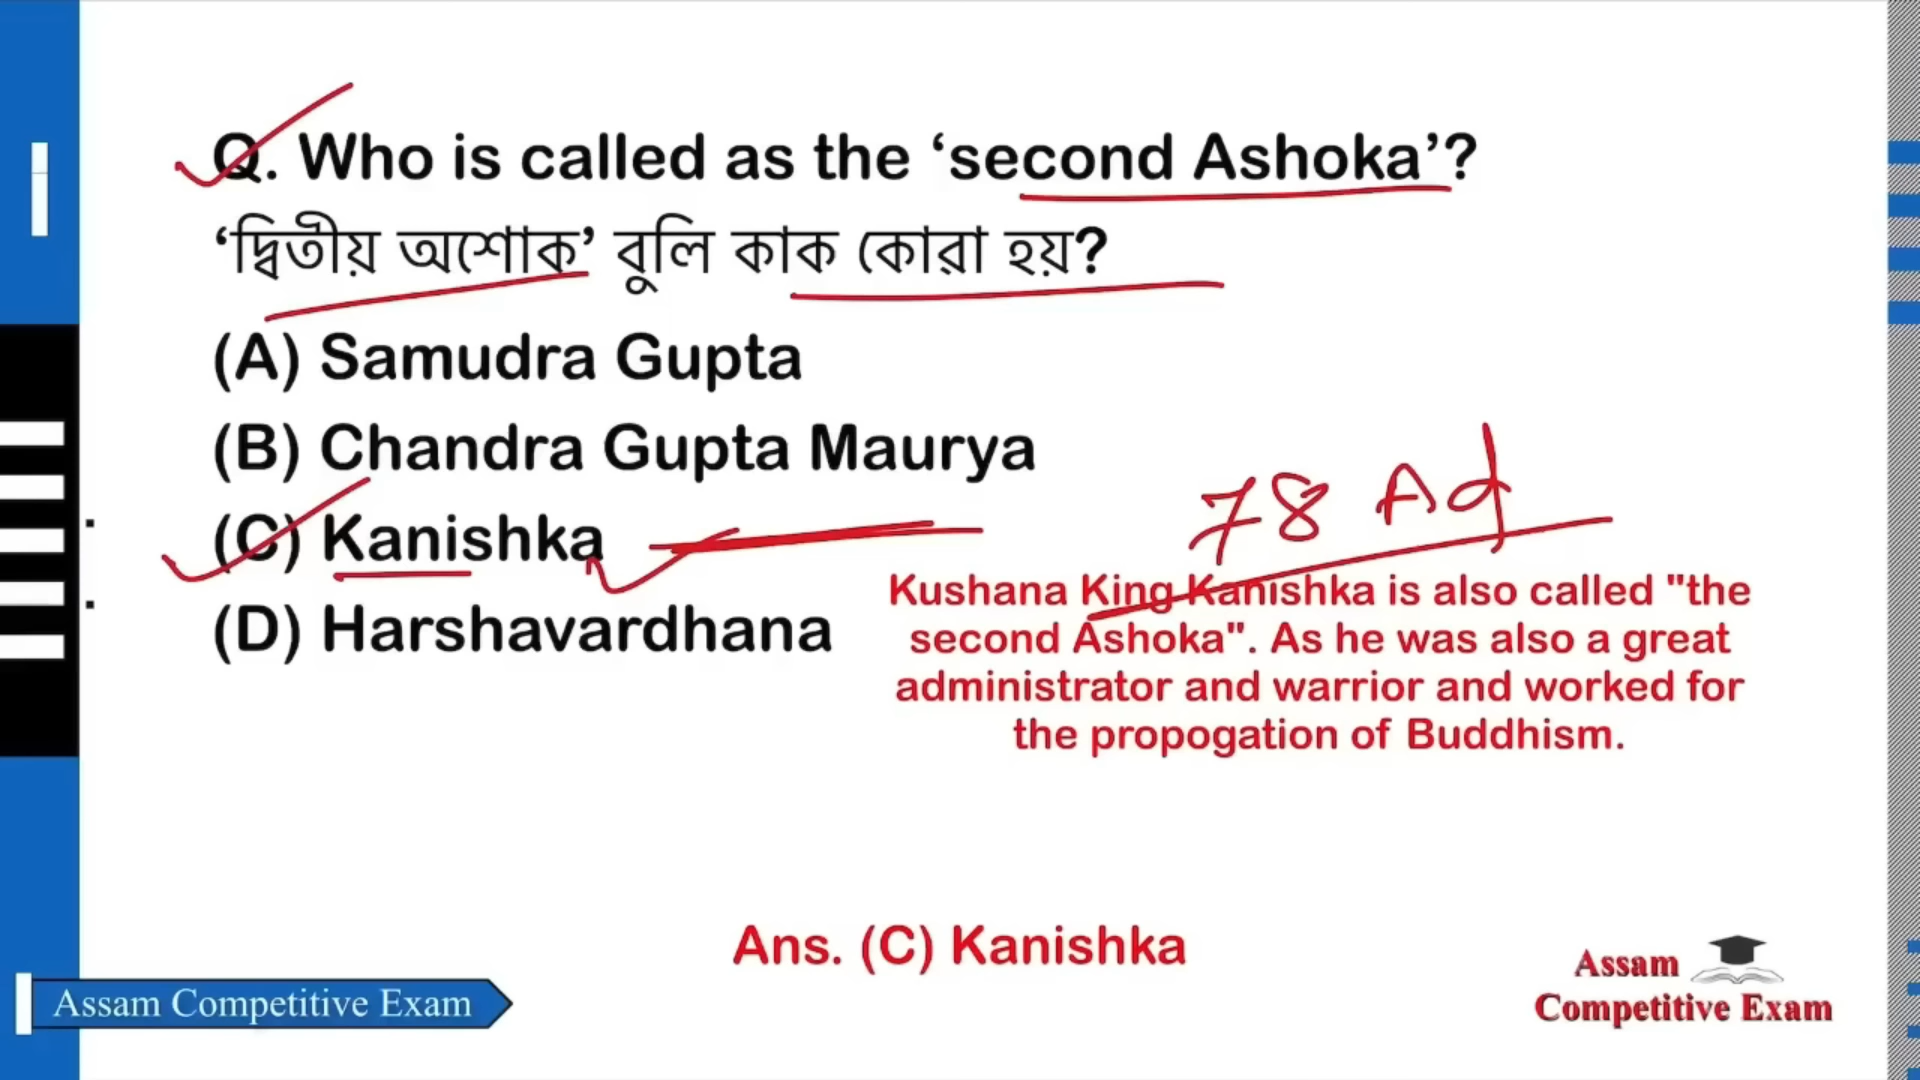 Q. Who is called as the ‘second Ashoka’?
‘দ্বিতীয় অশোক’ বুলি কাক কোৱা হয়?
(A) Samudra Gupta
(B) Chandra Gupta Maurya
(C) Kanishka
(D) Harshavardhana
78 Ad
Kushana King Kanishka is also called "the
second Ashoka". As he was also a great
administrator and warrior and worked for
the propogation of Buddhism.
Ans. (C) Kanishka
Assam Competitive Exam
Assam
Competitive Exam